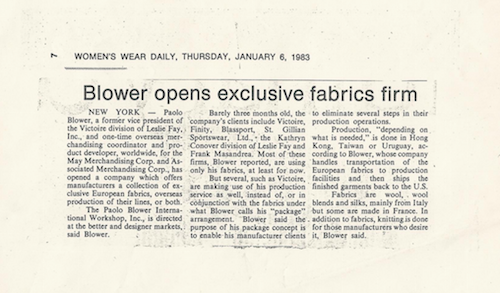 7
WOMEN'S WEAR DAILY, THURSDAY, JANUARY 6, 1983
Blower opens exclusive fabrics firm
NEW YORK — Paolo
Blower, a former vice president of
the Victoire division of Leslie Fay,
Inc., and one-time overseas mer-
chandising coordinator and pro-
duct developer, worldwide, for the
May Merchandising Corp. and As-
sociated Merchandising Corp., has
opened a company which offers
manufacturers a collection of ex-
clusive European fabrics, overseas
production of their lines, or both.
The Paolo Blower Interna-
tional Workshop, Inc., is directed
at the better and designer markets,
said Blower.
Barely three months old, the
company's clients include Victoire,
Finity, Blassport, St. Gillian
Sportswear, Ltd., the Kathryn
Conover division of Leslie Fay and
Frank Masandrea. Most of these
firms, Blower reported, are using
only his fabrics, at least for now.
But several, such as Victoire,
are making use of his production
service as well, instead of, or in
conjunction with the fabrics under
what Blower calls his "package"
arrangement. Blower said the
purpose of his package concept is
to enable his manufacturer clients
to eliminate several steps in their
production operations.
Production, "depending on
what is needed," is done in Hong
Kong, Taiwan or Uruguay, ac-
cording to Blower, whose company
handles transportation of the
European fabrics to production
facilities and then ships the
finished garments back to the U.S.
Fabrics are wool, wool
blends and silks, mainly from Italy
but some are made in France. In
addition to fabrics, knitting is done
for those manufacturers who desire
it, Blower said.